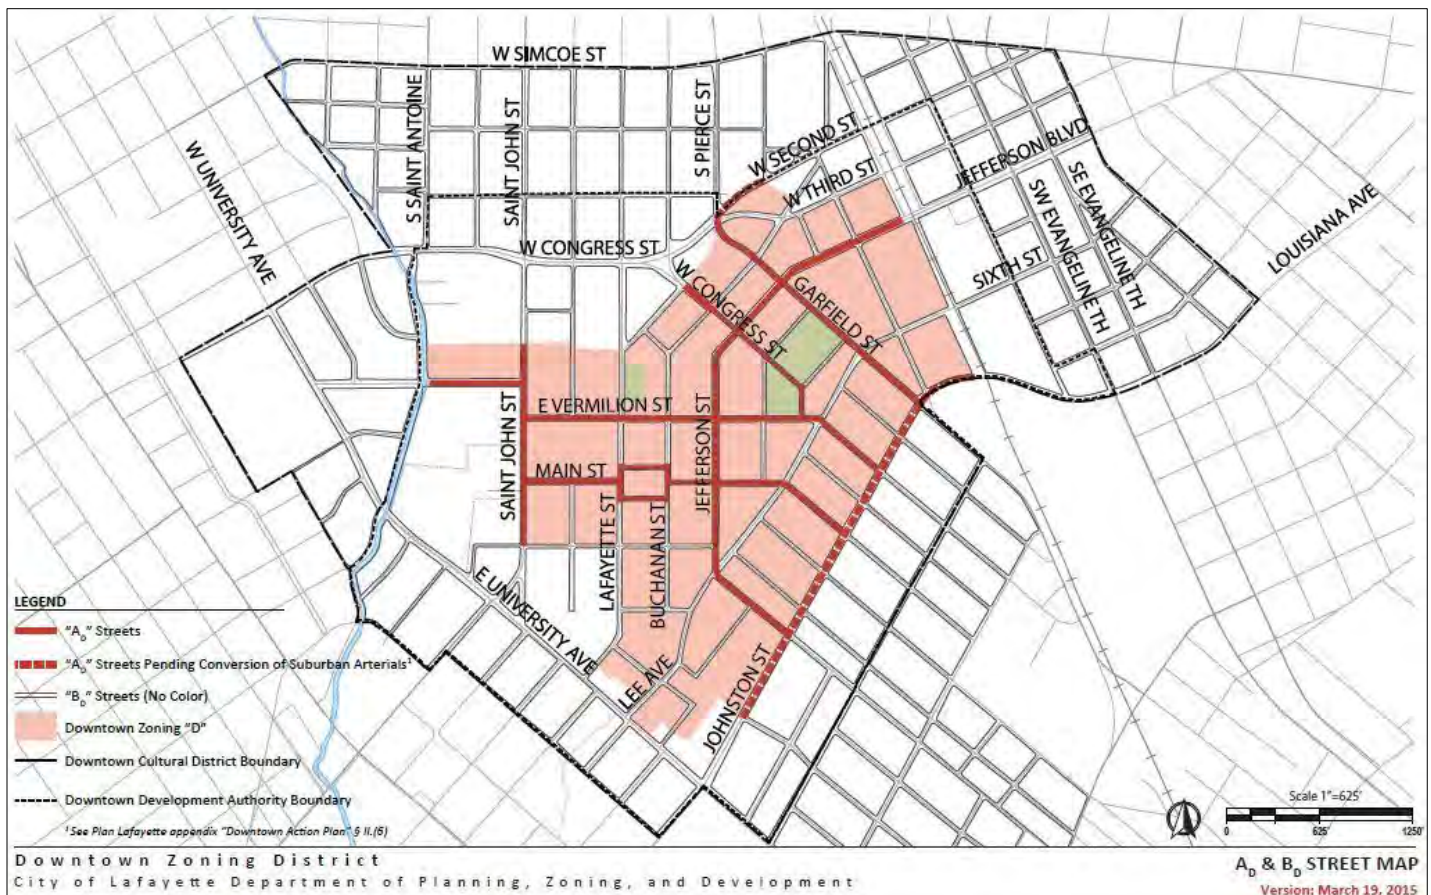 W SIMCOE ST
S SAINT ANTOINE
SAINT JOHN ST
S PIERCE ST
W SECOND ST
W THIRD ST
JEFFERSON BLVD
W UNIVERSITY AVE
SE EVANGELINE TH
SW EVANGELINE TH
LOUISIANA AVE
W CONGRESS ST
SIXTH ST
W CONGRESS ST
GARFIELD ST
E VERMILION ST
SAINT JOHN ST
JEFFERSON ST
MAIN ST
LAFAYETTE ST
BUCHANAN ST
E UNIVERSITY AVE
LEE AVE
JOHNSTON ST
LEGEND
"AD" Streets
"AD" Streets Pending Conversion of Suburban Arterials1
"BD" Streets (No Color)
Downtown Zoning "D"
Downtown Cultural District Boundary
Downtown Development Authority Boundary
1 See Plan Lafayette appendix "Downtown Action Plan" § II.(6)
Scale 1"=625'
0 625' 1250'
Downtown Zoning District
City of Lafayette Department of Planning, Zoning, and Development
AD & BD STREET MAP
Version: March 19, 2015